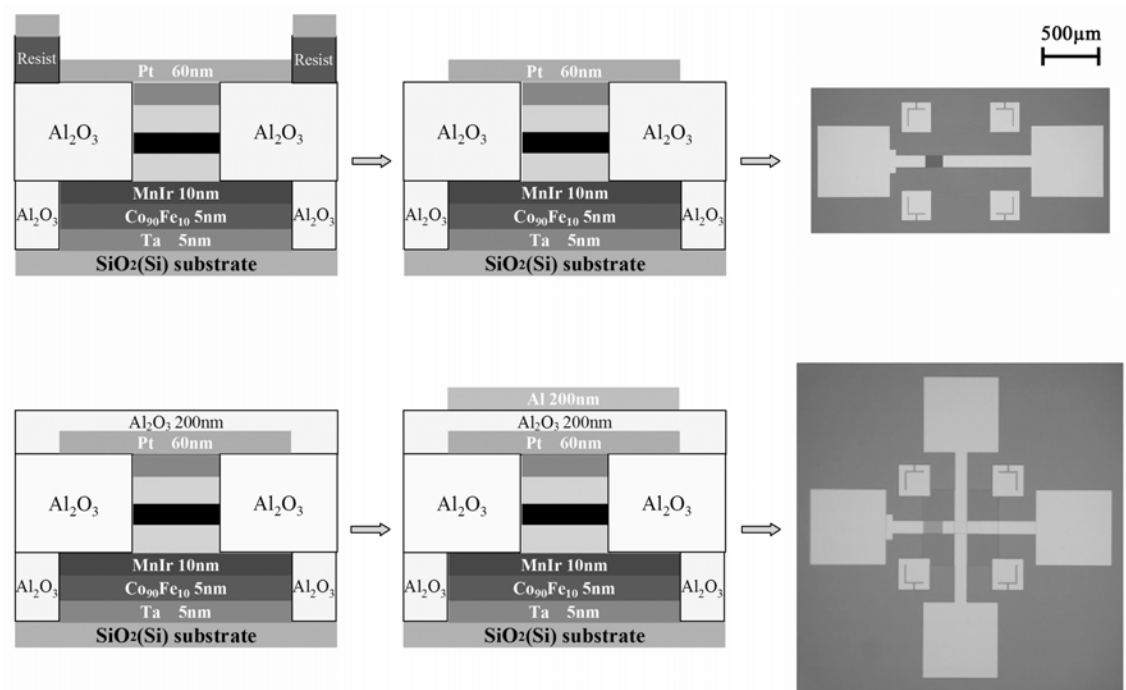 500μm
Resist
Resist
Pt 60nm
Al₂O₃
Al₂O₃
MnIr 10nm
Al₂O₃
Co₉₀Fe₁₀ 5nm
Al₂O₃
Ta 5nm
SiO₂(Si) substrate
Pt 60nm
Al₂O₃
Al₂O₃
MnIr 10nm
Al₂O₃
Co₉₀Fe₁₀ 5nm
Al₂O₃
Ta 5nm
SiO₂(Si) substrate
Al₂O₃ 200nm
Pt 60nm
Al₂O₃
Al₂O₃
MnIr 10nm
Al₂O₃
Co₉₀Fe₁₀ 5nm
Al₂O₃
Ta 5nm
SiO₂(Si) substrate
Al 200nm
Al₂O₃ 200nm
Pt 60nm
Al₂O₃
Al₂O₃
MnIr 10nm
Al₂O₃
Co₉₀Fe₁₀ 5nm
Al₂O₃
Ta 5nm
SiO₂(Si) substrate